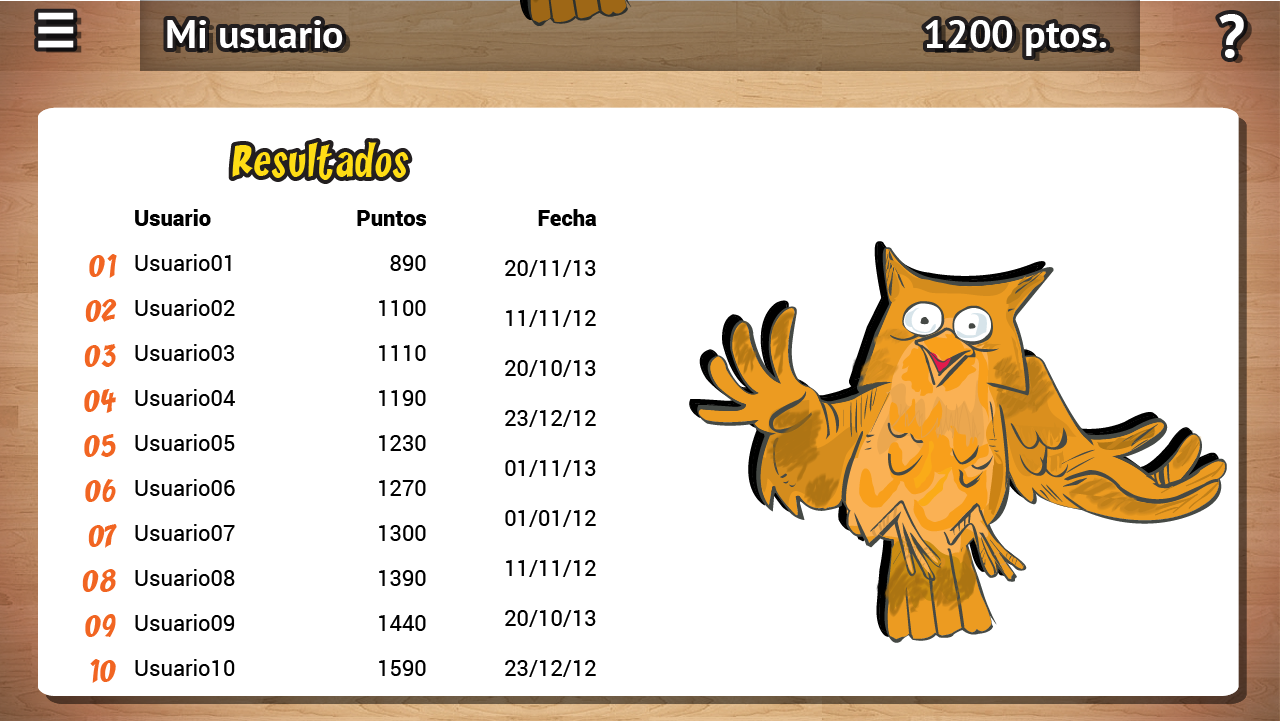 Mi usuario 1200 ptos. ?
Resultados
Usuario Puntos Fecha
01 Usuario01 890 20/11/13
02 Usuario02 1100 11/11/12
03 Usuario03 1110 20/10/13
04 Usuario04 1190 23/12/12
05 Usuario05 1230 01/11/13
06 Usuario06 1270 01/01/12
07 Usuario07 1300 11/11/12
08 Usuario08 1390 20/10/13
09 Usuario09 1440 23/12/12
10 Usuario10 1590